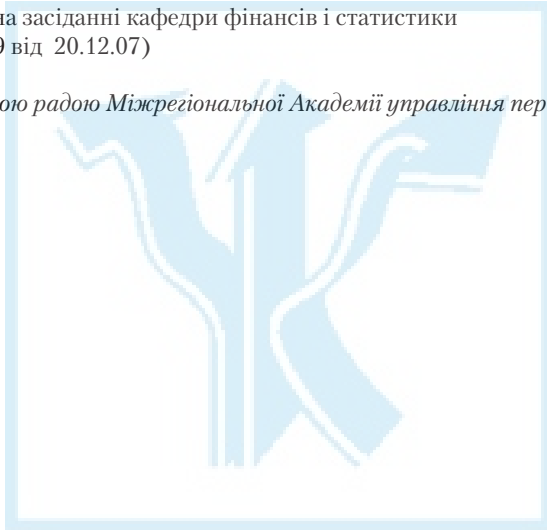 на засіданні кафедри фінансів і статистики
9 від 20.12.07)
ою радою Міжрегіональної Академії управління пер